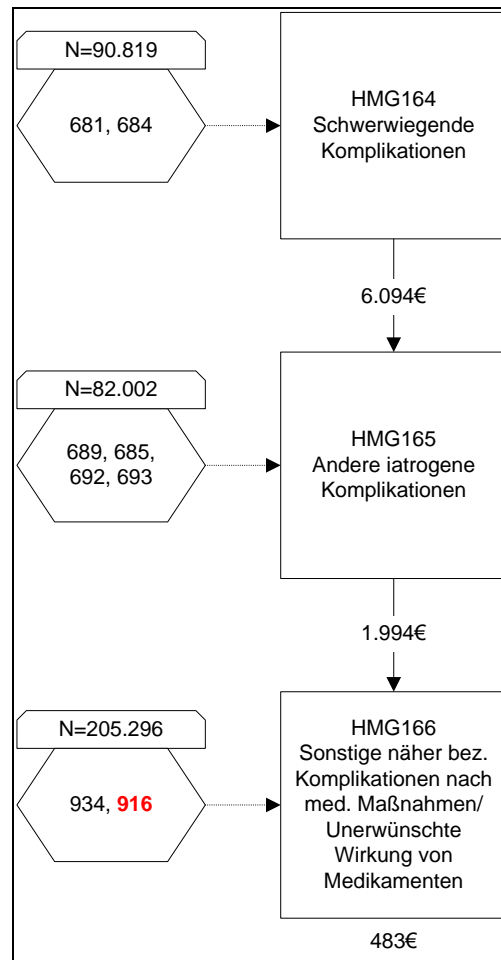 N=90.819
681, 684
HMG164
Schwerwiegende
Komplikationen
6.094€
N=82.002
689, 685,
692, 693
HMG165
Andere iatrogene
Komplikationen
1.994€
N=205.296
934, 916
HMG166
Sonstige näher bez.
Komplikationen nach
med. Maßnahmen/
Unerwünschte
Wirkung von
Medikamenten
483€